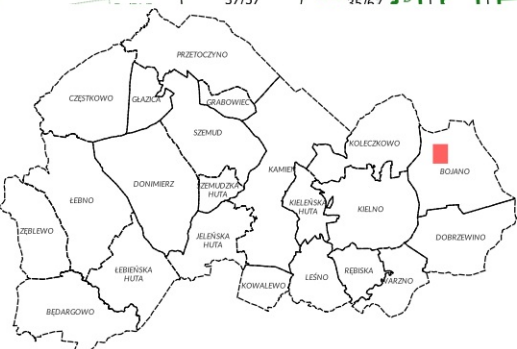 PRZETOCZYNO
CZĘSTKOWO
GŁAZICA
GRABOWIEC
SZEMUD
KOLECZKOWO
BOJANO
KAMIEŃ
DONIMIERZ
SZEMUDZKA
HUTA
ŁEBNO
KIELEŃSKA
HUTA
KIELNO
ZĘBLEWO
JELEŃSKA
HUTA
DOBRZEWINO
ŁEBIEŃSKA
HUTA
LEŚNO
RĘBISKA
WARZNO
KOWALEWO
BĘDARGOWO